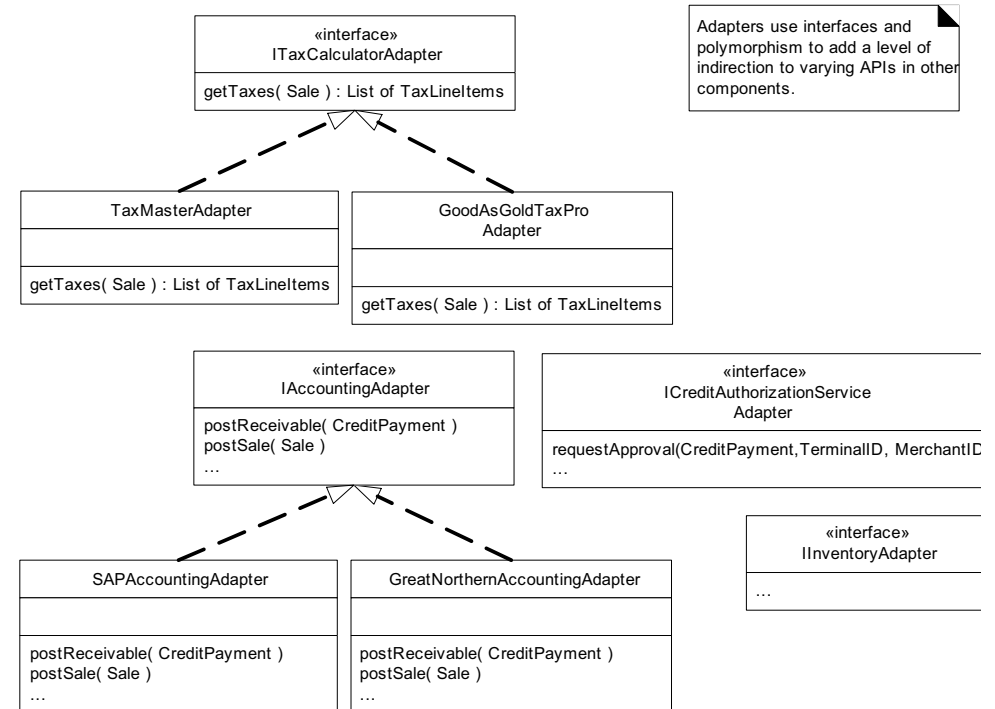 «interface»
ITaxCalculatorAdapter
getTaxes( Sale ) : List of TaxLineItems
Adapters use interfaces and
polymorphism to add a level of
indirection to varying APIs in other
components.
TaxMasterAdapter
getTaxes( Sale ) : List of TaxLineItems
GoodAsGoldTaxPro
Adapter
getTaxes( Sale ) : List of TaxLineItems
«interface»
IAccountingAdapter
postReceivable( CreditPayment )
postSale( Sale )
...
«interface»
ICreditAuthorizationService
Adapter
requestApproval(CreditPayment,TerminalID, MerchantID
...
«interface»
IInventoryAdapter
...
SAPAccountingAdapter
postReceivable( CreditPayment )
postSale( Sale )
...
GreatNorthernAccountingAdapter
postReceivable( CreditPayment )
postSale( Sale )
...